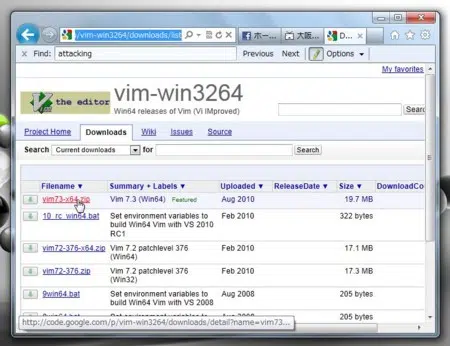 /vim-win3264/downloads/list
ホー...
大阪...
D...
x Find: attacking Previous Next Options
My favorites
the editor vim-win3264
Win64 releases of Vim (Vi IMproved)
Searc
Project Home Downloads Wiki Issues Source
Search Current downloads for Search
Filename ▼ Summary + Labels ▼ Uploaded ▼ ReleaseDate ▼ Size ▼ DownloadCo
vim73-x64.zip Vim 7.3 (Win64) Featured Aug 2010 19.7 MB
10_rc_win64.bat Set environment variables to Feb 2010 322 bytes
build Win64 Vim with VS 2010
RC1
vim72-376-x64.zip Vim 7.2 patchlevel 376 Feb 2010 17.1 MB
(Win64)
vim72-376.zip Vim 7.2 patchlevel 376 Feb 2010 17.3 MB
(Win32)
9win64.bat Set environment variables to Aug 2008 205 bytes
build Win64 Vim with VS 2008
Set environment variables to Aug 2008 205 bytes
http://code.google.com/p/vim-win3264/downloads/detail?name=vim73...